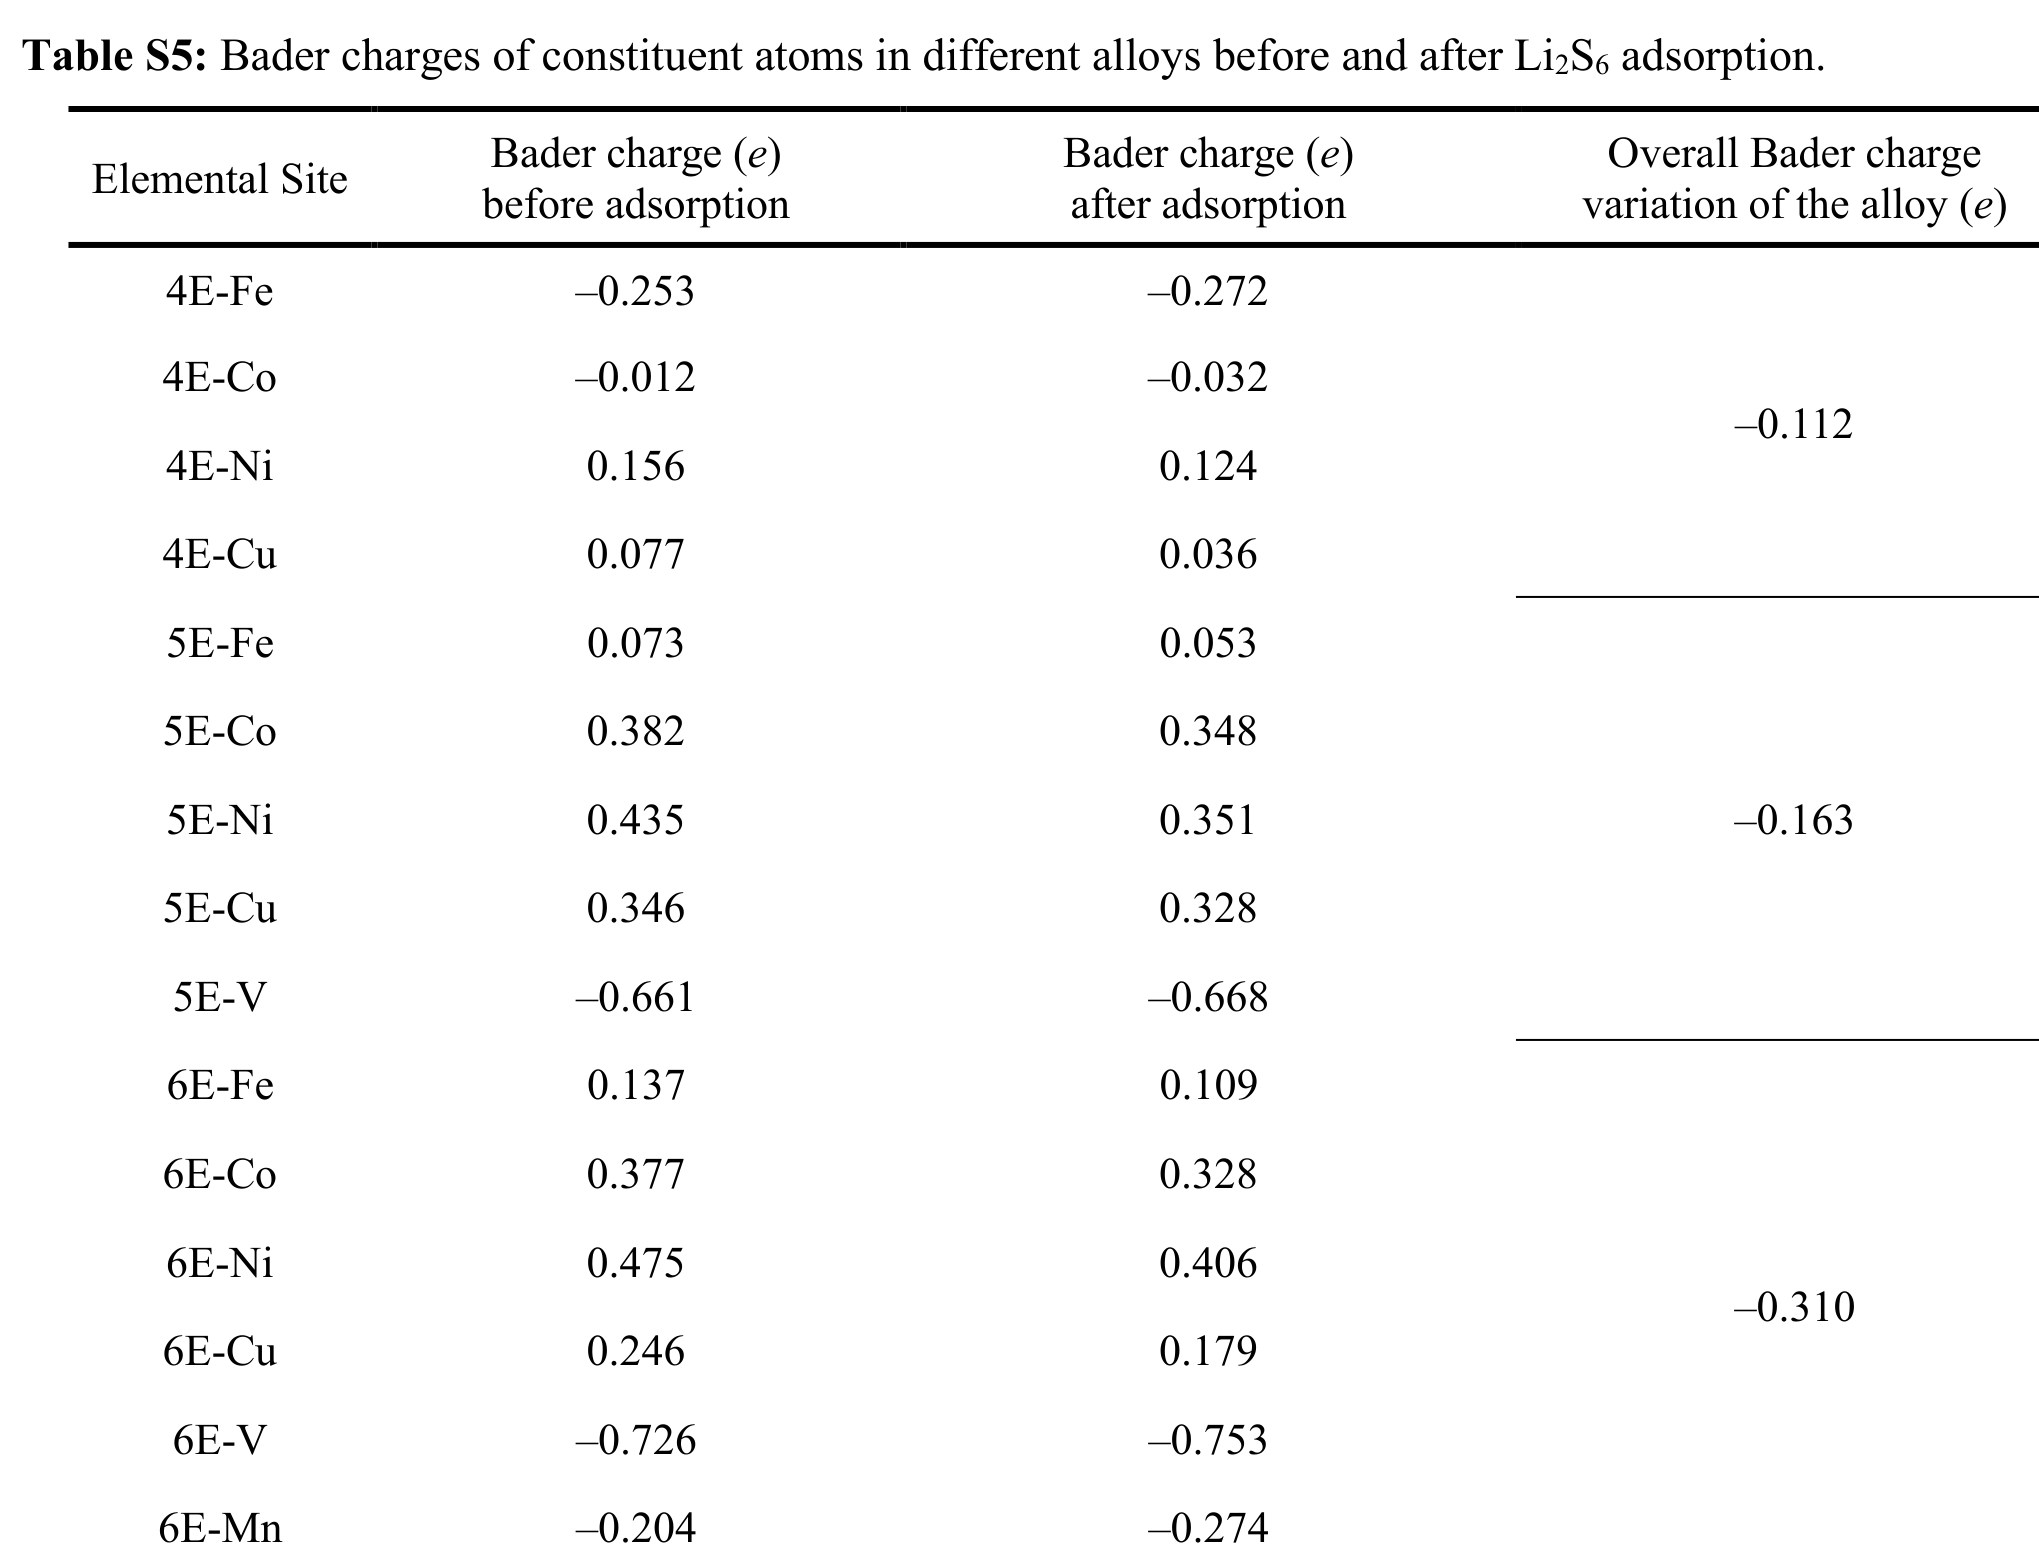 Table S5: Bader charges of constituent atoms in different alloys before and after Li₂S₆ adsorption.
Elemental Site
Bader charge (e)
before adsorption
Bader charge (e)
after adsorption
Overall Bader charge
variation of the alloy (e)
4E-Fe –0.253 –0.272
4E-Co –0.012 –0.032
–0.112
4E-Ni 0.156 0.124
4E-Cu 0.077 0.036
5E-Fe 0.073 0.053
5E-Co 0.382 0.348
5E-Ni 0.435 0.351 –0.163
5E-Cu 0.346 0.328
5E-V –0.661 –0.668
6E-Fe 0.137 0.109
6E-Co 0.377 0.328
6E-Ni 0.475 0.406
–0.310
6E-Cu 0.246 0.179
6E-V –0.726 –0.753
6E-Mn –0.204 –0.274